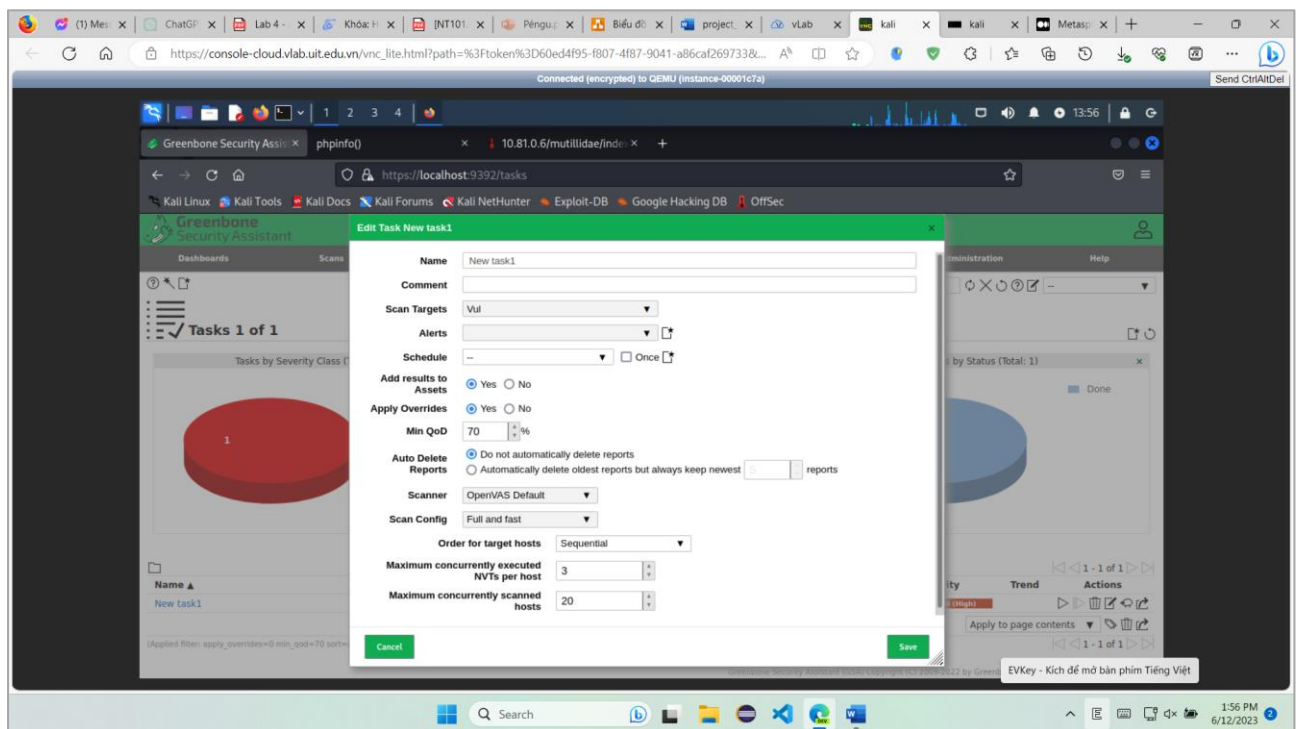 (1) Mes
ChatGP
Lab 4 -
Khóa: H
[NT101.
Péngu.p
Biểu đồ
project_
vLab
kali
kali
Metasp
https://console-cloud.vlab.uit.edu.vn/vnc_lite.html?path=%3Ftoken%3D60ed4f95-f807-4f87-9041-a86caf269733&...
Connected (encrypted) to QEMU (instance-00001c7a)
Send CtrlAltDel
1 2 3 4
13:56
Greenbone Security Assis
phpinfo()
10.81.0.6/mutillidae/inde
https://localhost:9392/tasks
Kali Linux Kali Tools Kali Docs Kali Forums Kali NetHunter Exploit-DB Google Hacking DB OffSec
Greenbone
Security Assistant
Edit Task New task1
Dashboards
Scans
ministration
Help
Name New task1
Comment
Scan Targets Vul
Alerts
Schedule -- Once
Add results to
Assets Yes No
Apply Overrides Yes No
Min QoD 70 %
Auto Delete
Reports
Do not automatically delete reports
Automatically delete oldest reports but always keep newest 5 reports
Scanner OpenVAS Default
Scan Config Full and fast
Order for target hosts Sequential
Maximum concurrently executed
NVTs per host 3
Maximum concurrently scanned
hosts 20
Cancel
Save
--
Tasks 1 of 1
Tasks by Severity Class (
1
by Status (Total: 1)
Done
1 - 1 of 1
Name
ity
Trend
Actions
New task1
(High)
Apply to page contents
(Applied filter: apply_overrides=0 min_qod=70 sort=
1 - 1 of 1
Greenbone Security Assistant (GSA) Copyright (C) 2009-2022 by Greenb
EVKey - Kích để mở bàn phím Tiếng Việt
Search
1:56 PM
6/12/2023
2